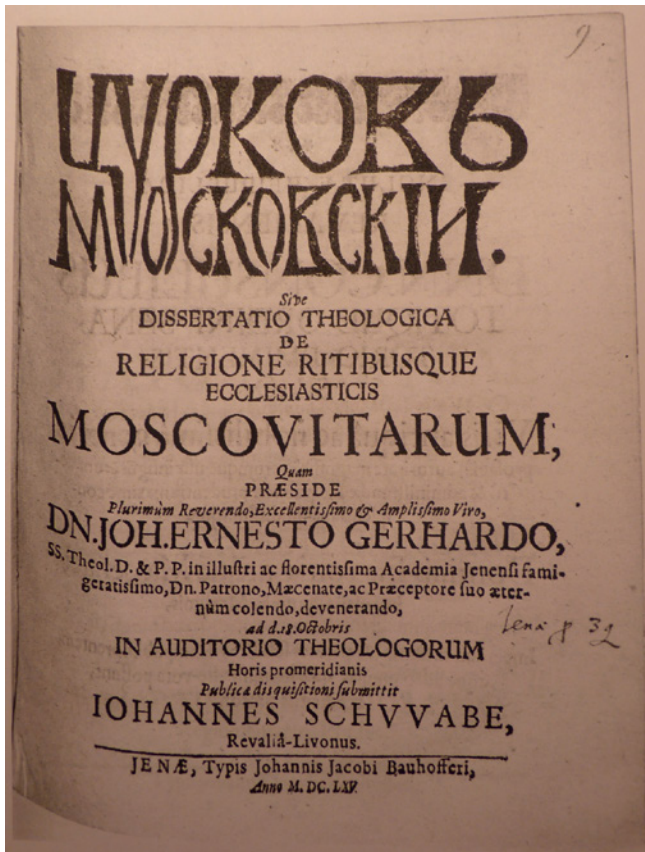 9.
ЦУРКОВЬ
МУОСКОВСКІИ.
Sive
DISSERTATIO THEOLOGICA
DE
RELIGIONE RITIBUSQUE
ECCLESIASTICIS
MOSCOVITARUM,
Quam
PRÆSIDE
Plurimùm Reverendo, Excellentiſſimo & Ampliſſimo Viro,
DN. JOH. ERNESTO GERHARDO,
SS. Theol. D. & P. P. in illuſtri ac florentiſſima Academia Jenenſi fami-
geratiſſimo, Dn. Patrono, Mæcenate, ac Præceptore ſuo æter-
nùm colendo, devenerando,
ad d. 18. Octobris
IN AUDITORIO THEOLOGORUM
Horis promeridianis
Publicæ diſquiſitioni ſubmittit
IOHANNES SCHVVABE,
Revaliâ-Livonus.
JENÆ, Typis Johannis Jacobi Bauhofferi,
Anno M. DC. LXV.